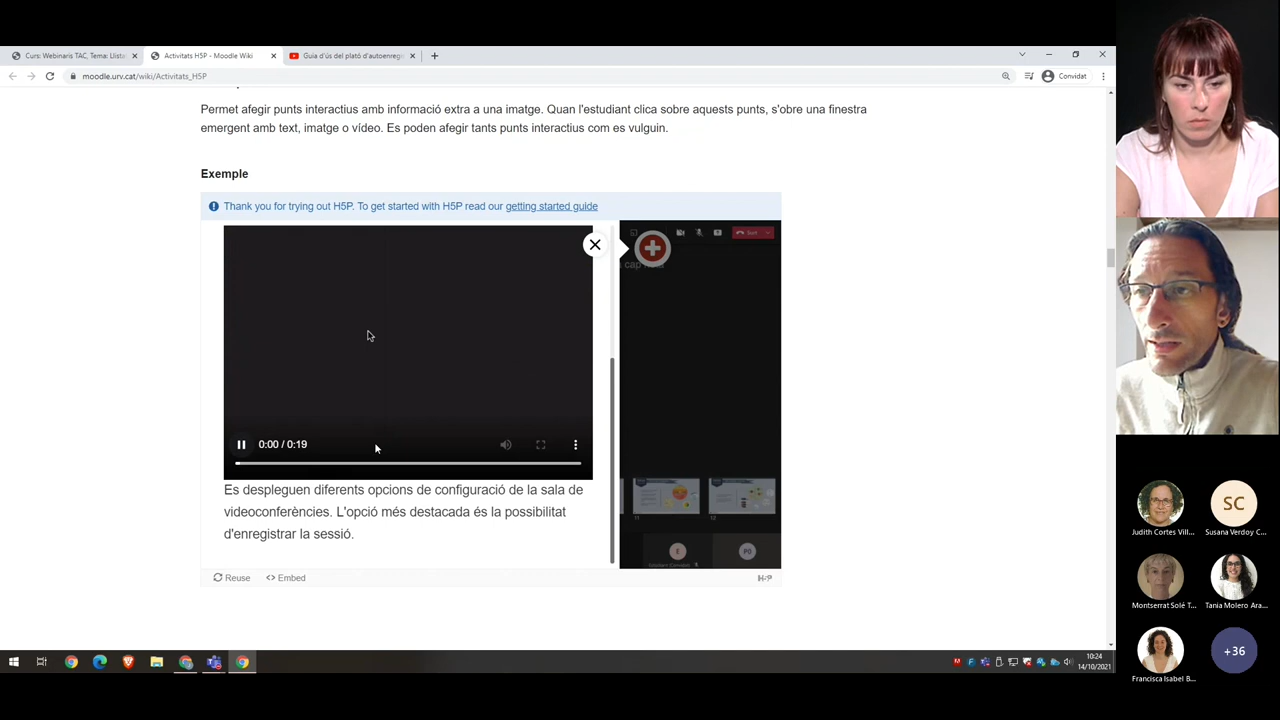 Curs: Webinaris TAC, Tema: Llista
Activitats H5P - Moodle Wiki
Guia d'ús del plató d'autoenreg
moodle.urv.cat/wiki/Activitats_H5P
Convidat
Permet afegir punts interactius amb informació extra a una imatge. Quan l'estudiant clica sobre aquests punts, s'obre una finestra
emergent amb text, imatge o vídeo. Es poden afegir tants punts interactius com es vulguin.
Exemple
Thank you for trying out H5P. To get started with H5P read our getting started guide
cap
0:00 / 0:19
Es despleguen diferents opcions de configuració de la sala de
videoconferències. L'opció més destacada és la possibilitat
d'enregistrar la sessió.
11
12
E
PD
Reuse
Embed
H-P
SC
Judith Cortes Vill...
Susana Verdoy C...
Montserrat Solé T...
Tania Molero Ara...
+36
Francisca Isabel B...
10:24
14/10/2021